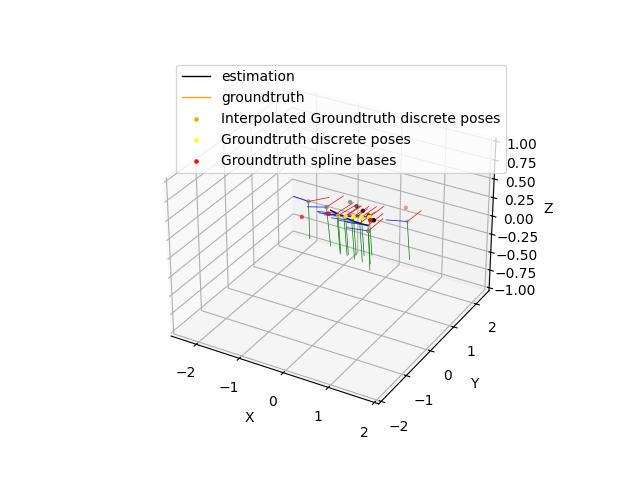 estimation
groundtruth
Interpolated Groundtruth discrete poses
Groundtruth discrete poses
Groundtruth spline bases
1.00
0.75
0.50
0.25
0.00
−0.25
−0.50
−0.75
−1.00
Z
−2
−1
0
1
2
X
−2
−1
0
1
2
Y